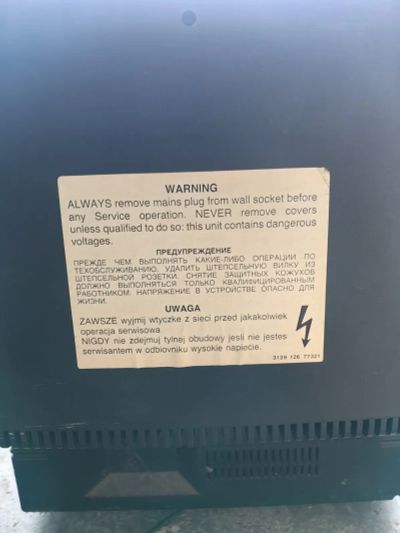 WARNING
ALWAYS remove mains plug from wall socket before
any Service operation. NEVER remove covers
unless qualified to do so: this unit contains dangerous
voltages.
ПРЕДУПРЕЖДЕНИЕ
ПРЕЖДЕ ЧЕМ ВЫПОЛНЯТЬ КАКИЕ-ЛИБО ОПЕРАЦИИ ПО
ТЕХОБСЛУЖИВАНИЮ, УДАЛИТЬ ШТЕПСЕЛЬНУЮ ВИЛКУ ИЗ
ШТЕПСЕЛЬНОЙ РОЗЕТКИ. СНЯТИЕ ЗАЩИТНЫХ КОЖУХОВ
ДОЛЖНО ВЫПОЛНЯТЬСЯ ТОЛЬКО КВАЛИФИЦИРОВАННЫМ
РАБОТНИКОМ. НАПРЯЖЕНИЕ В УСТРОЙСТВЕ ОПАСНО ДЛЯ
ЖИЗНИ.
UWAGA
ZAWSZE wyjmij wtyczke z sieci przed jakakolwiek
operacja serwisowa.
NIGDY nie zdejmuj tylnej obudowy jesli nie jestes
serwisantem w odbiovniku wysokie napiecie.
3139 126 77321